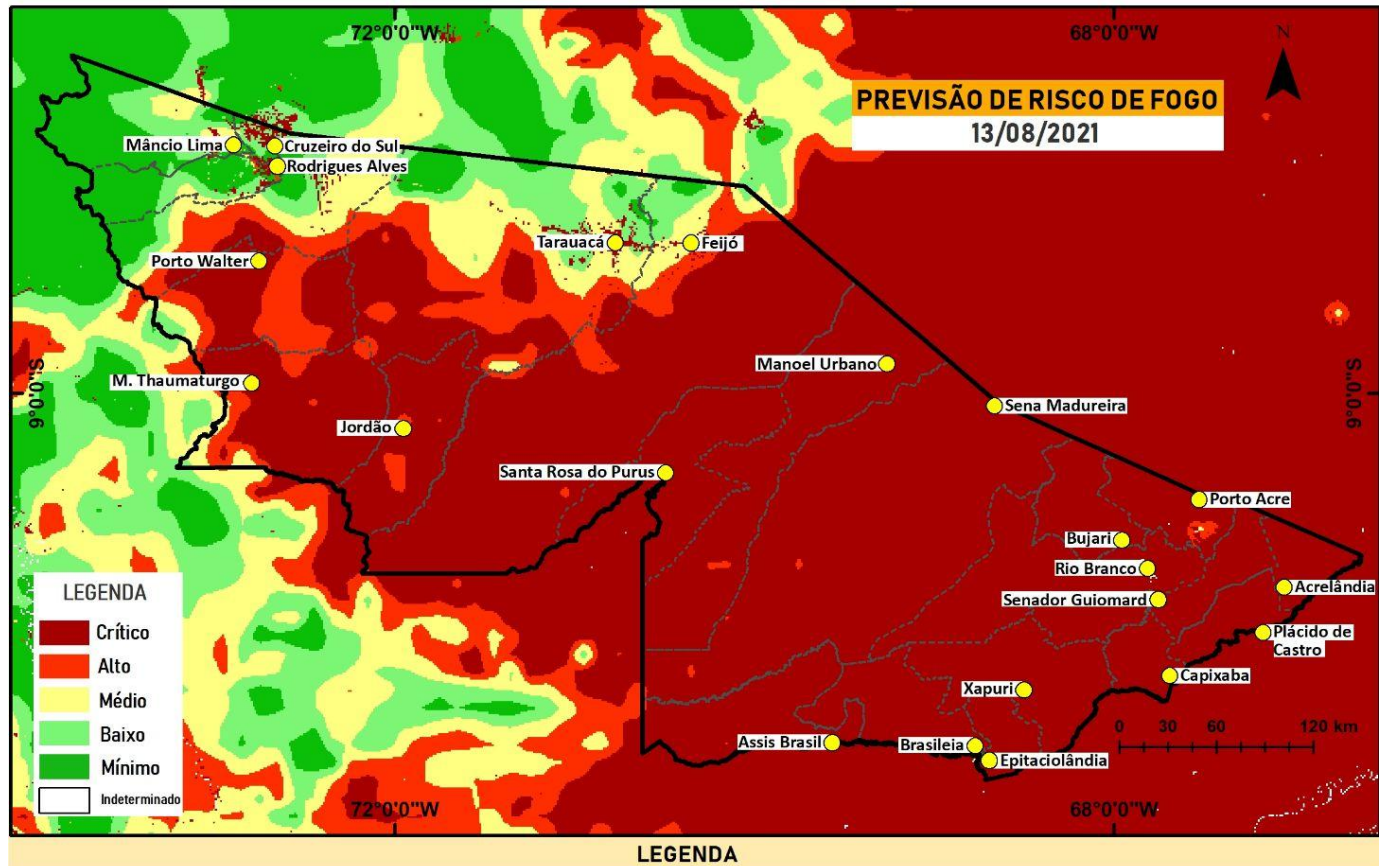 72°0'0"W
68°0'0"W
N
PREVISÃO DE RISCO DE FOGO
13/08/2021
Mâncio Lima
Cruzeiro do Sul
Rodrigues Alves
Tarauacá
Feijó
Porto Walter
9°0'0"S
9°0'0"S
Manoel Urbano
M. Thaumaturgo
Sena Madureira
Jordão
Santa Rosa do Purus
Porto Acre
Bujari
Rio Branco
Acrelândia
Senador Guiomard
Plácido de
Castro
Capixaba
Xapuri
Assis Brasil
Brasileia
Epitaciolândia
0 30 60 90 120 km
LEGENDA
Crítico
Alto
Médio
Baixo
Mínimo
Indeterminado
72°0'0"W
68°0'0"W
LEGENDA